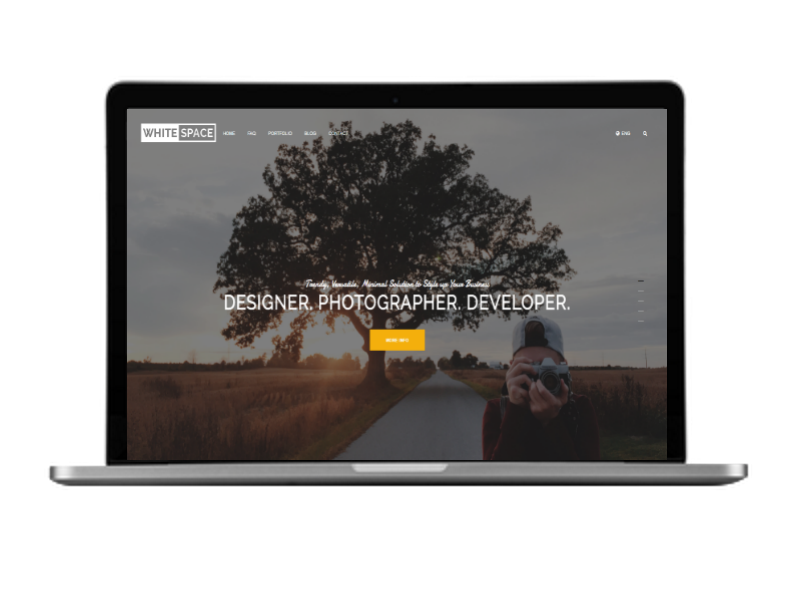 WHITE SPACE
HOME FAQ PORTFOLIO BLOG CONTACT
ENG
Trendy, Versatile, Minimal Solution to Style up Your Business
DESIGNER. PHOTOGRAPHER. DEVELOPER.
MORE INFO